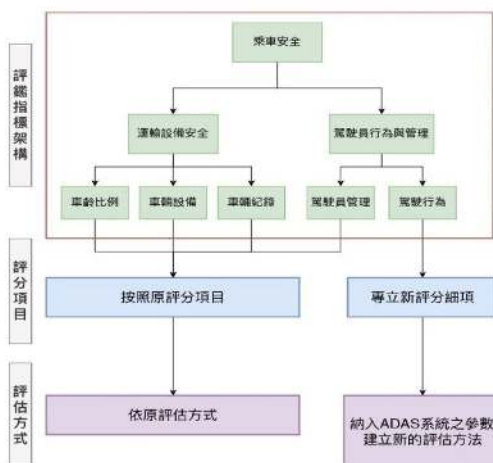 評鑑指標架構
乘車安全
運輸設備安全
駕駛員行為與管理
車齡比例
車輛設備
車輛紀錄
駕駛員管理
駕駛行為
評分項目
按照原評分項目
專立新評分細項
評估方式
依原評估方式
納入ADAS系統之參數
建立新的評估方法